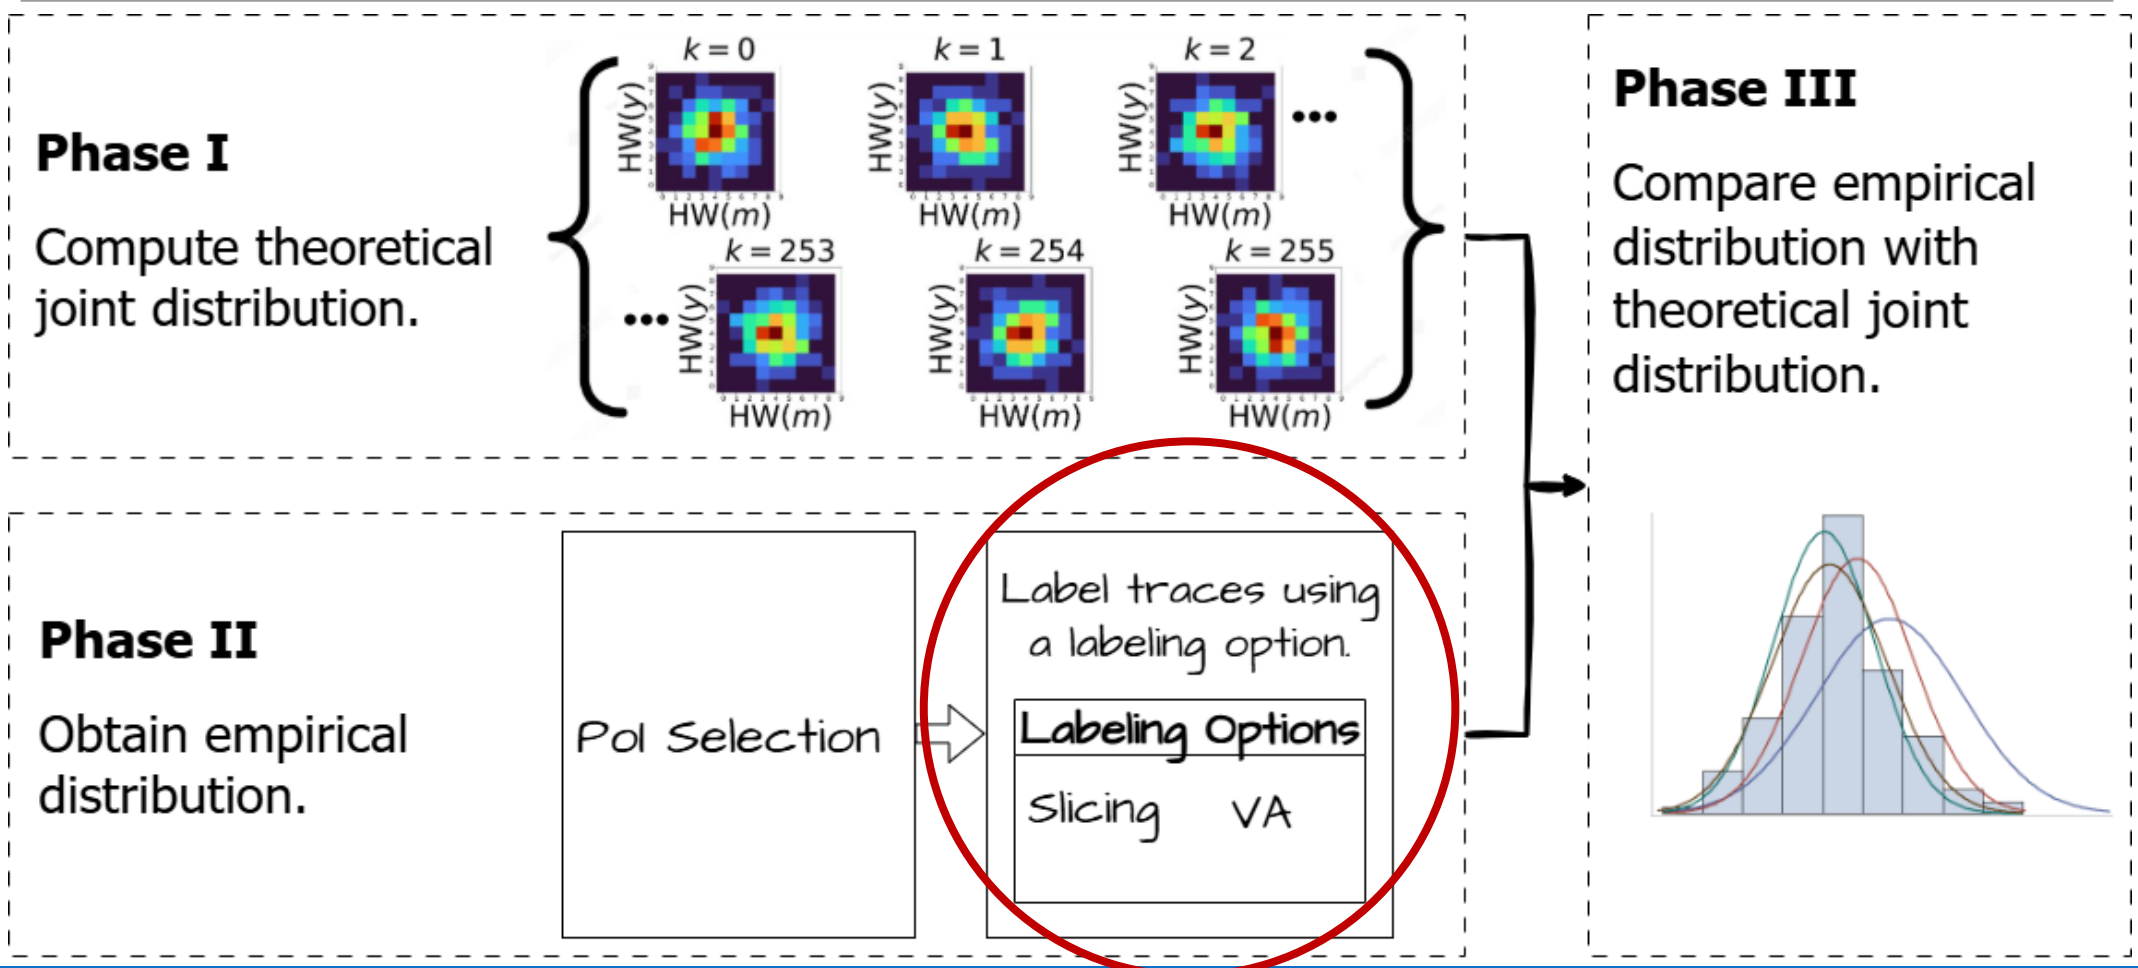 Phase I
Compute theoretical
joint distribution.
k = 0
HW(y)
HW(m)
k = 1
HW(y)
HW(m)
k = 2
HW(y)
HW(m)
•••
•••
k = 253
HW(y)
HW(m)
k = 254
HW(y)
HW(m)
k = 255
HW(y)
HW(m)
Phase II
Obtain empirical
distribution.
PoI Selection
Label traces using
a labeling option.
Labeling Options
Slicing VA
Phase III
Compare empirical
distribution with
theoretical joint
distribution.